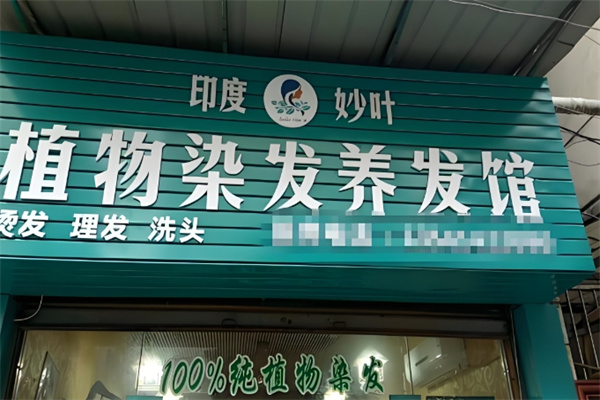 印度 妙叶
植物染发养发馆
烫发 理发 洗头
100%纯植物染发